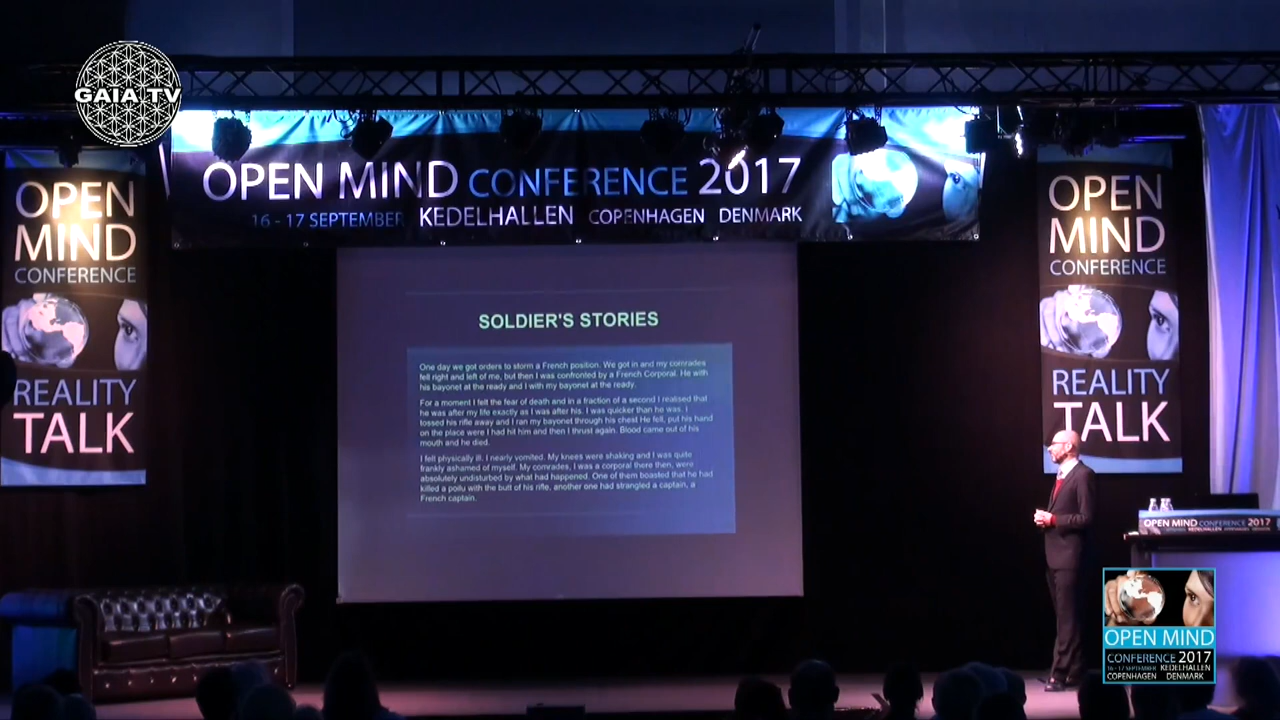 GAIA TV
OPEN MIND CONFERENCE 2017
16 - 17 SEPTEMBER KEDELHALLEN COPENHAGEN DENMARK
OPEN
MIND
CONFERENCE
REALITY
TALK
OPEN
MIND
CONFERENCE
REALITY
TALK
SOLDIER'S STORIES
One day we got orders to storm a French position. We got in and my comrades
fell right and left of me, but then I was confronted by a French Corporal. He with
his bayonet at the ready and I with my bayonet at the ready.
For a moment I felt the fear of death and in a fraction of a second I realised that
he was after my life exactly as I was after his. I was quicker than he was. I
tossed his rifle away and I ran my bayonet through his chest He fell, put his hand
on the place were I had hit him and then I thrust again. Blood came out of his
mouth and he died.
I felt physically ill. I nearly vomited. My knees were shaking and I was quite
frankly ashamed of myself. My comrades, I was a corporal there then, were
absolutely undisturbed by what had happened. One of them boasted that he had
killed a poilu with the butt of his rifle, another one had strangled a captain, a
French captain.
OPEN MIND CONFERENCE 2017
KEDELHALLEN COPENHAGEN DENMARK
OPEN MIND
CONFERENCE 2017
16 - 17 SEPTEMBER KEDELHALLEN
COPENHAGEN DENMARK